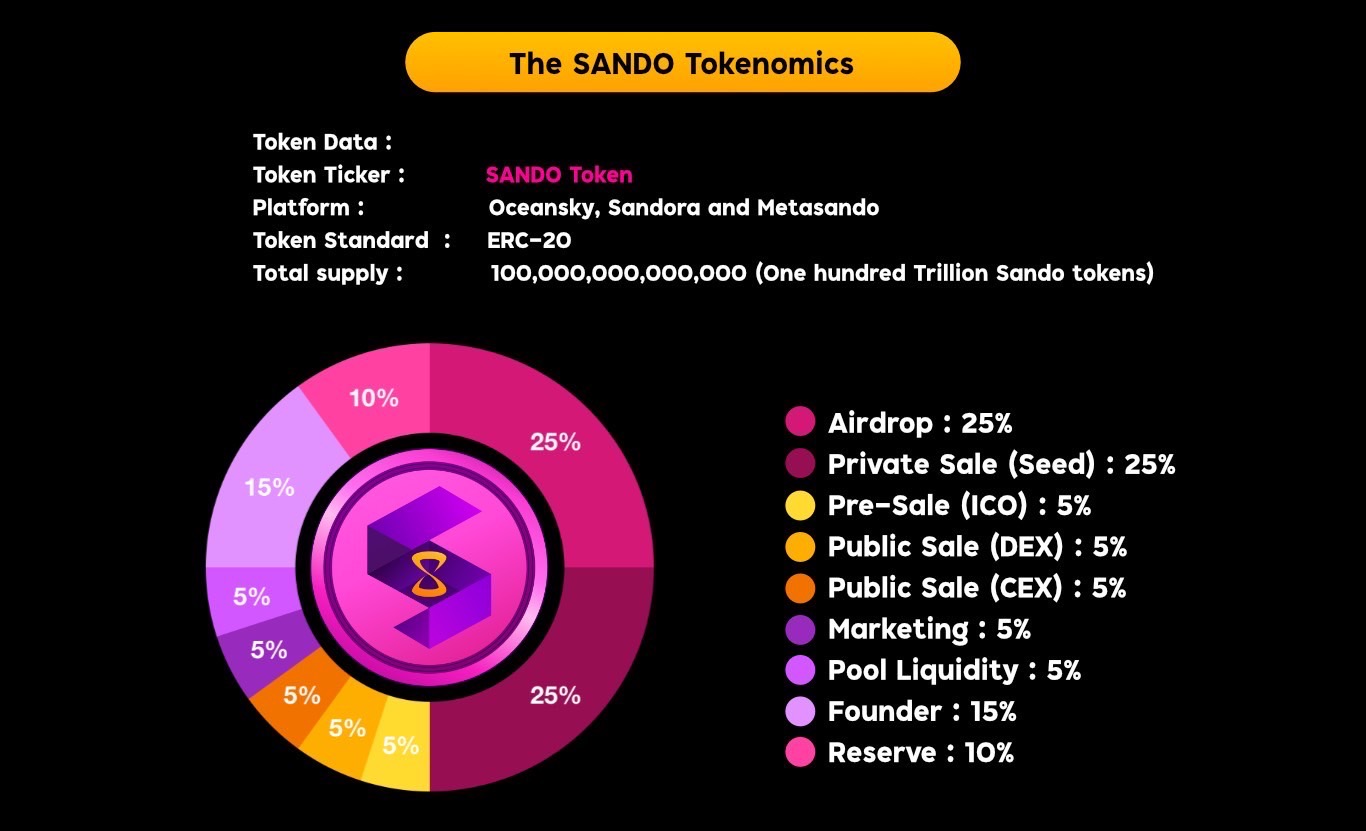 The SANDO Tokenomics
Token Data :
Token Ticker : SANDO Token
Platform : Oceansky, Sandora and Metasando
Token Standard : ERC-20
Total supply : 100,000,000,000,000 (One hundred Trillion Sando tokens)
10%
25%
15%
5%
5%
5%
5%
5%
25%
Airdrop : 25%
Private Sale (Seed) : 25%
Pre-Sale (ICO) : 5%
Public Sale (DEX) : 5%
Public Sale (CEX) : 5%
Marketing : 5%
Pool Liquidity : 5%
Founder : 15%
Reserve : 10%